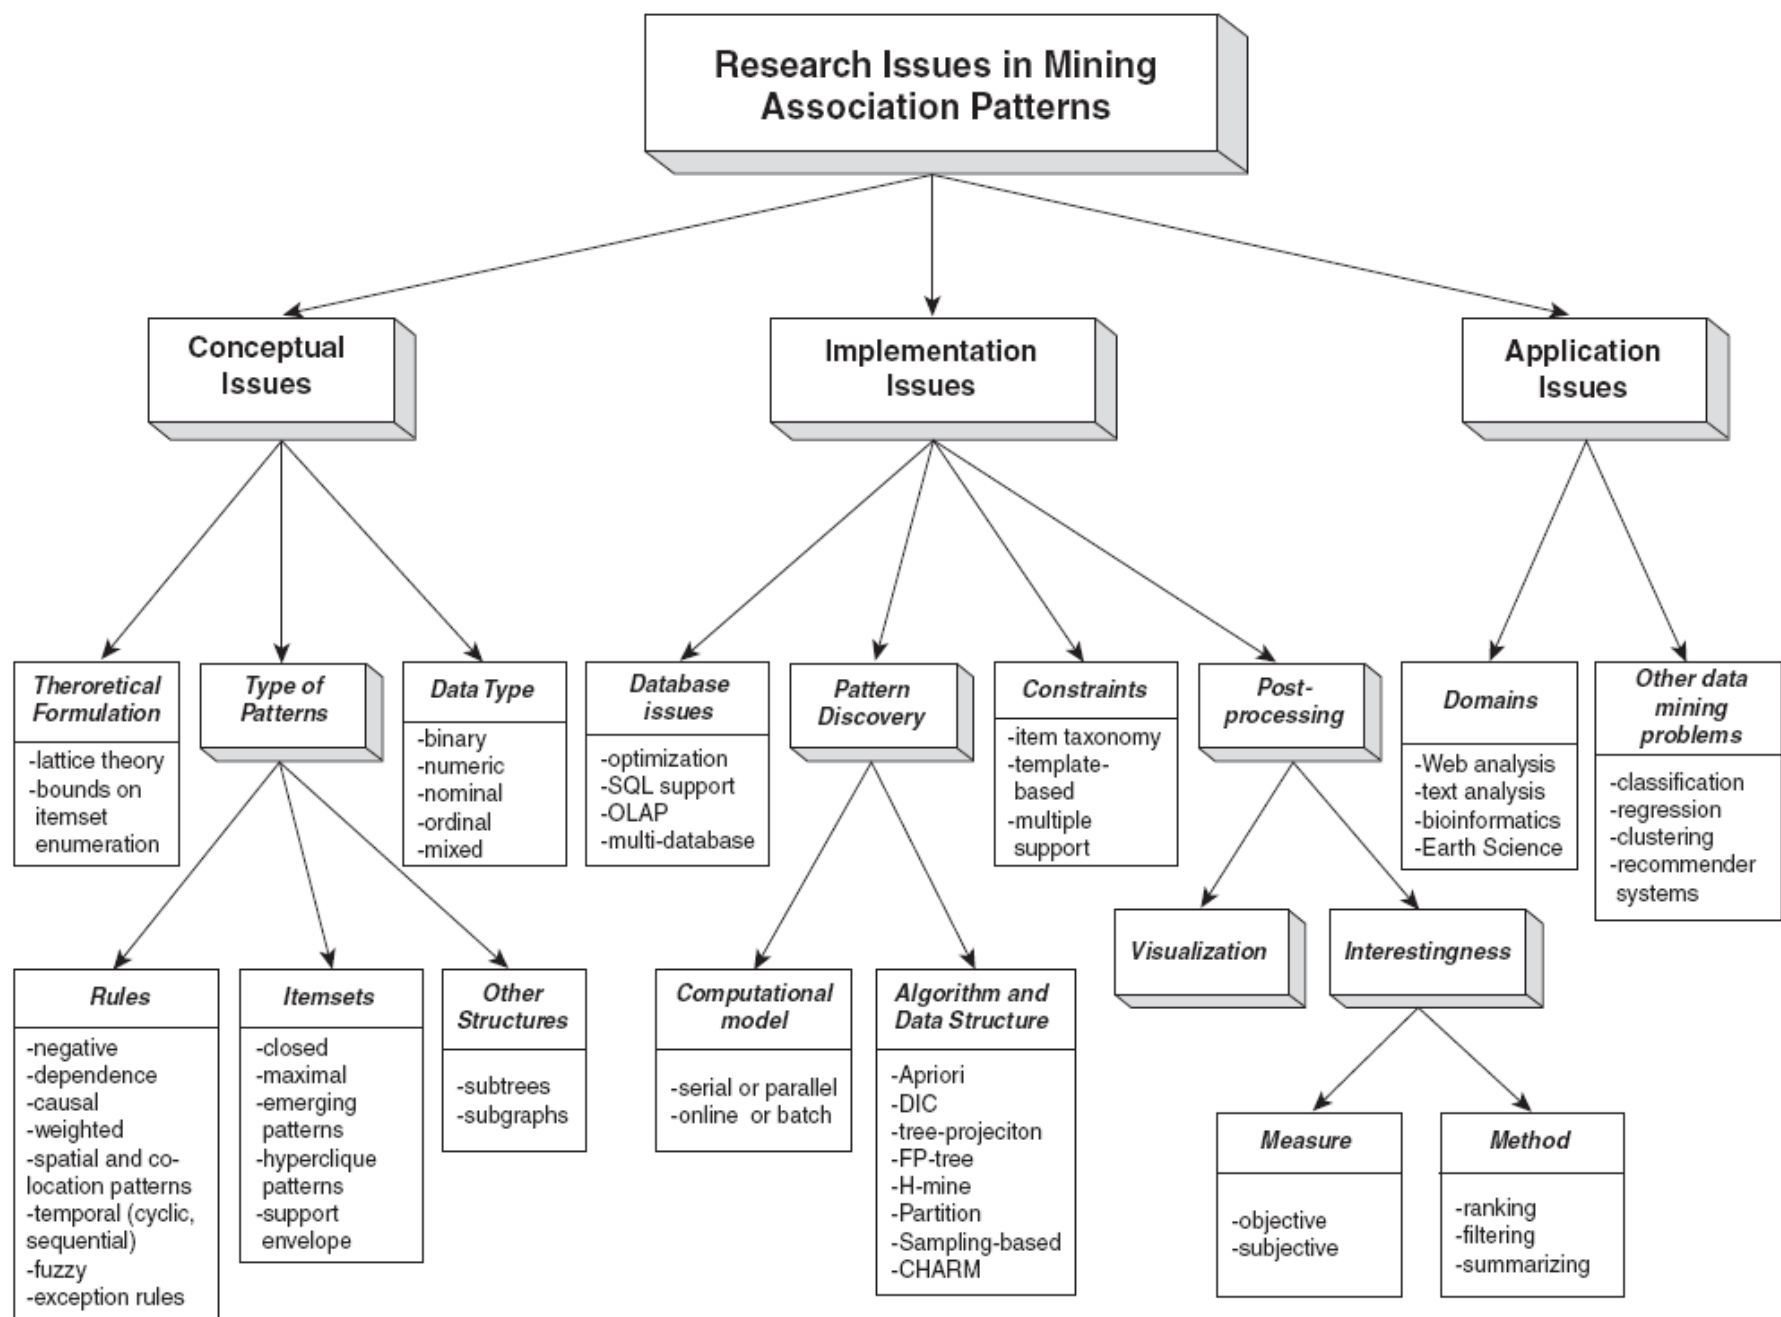 Research Issues in Mining
Association Patterns
Conceptual
Issues
Implementation
Issues
Application
Issues
Theroretical
Formulation
-lattice theory
-bounds on
itemset
enumeration
Type of
Patterns
Data Type
-binary
-numeric
-nominal
-ordinal
-mixed
Database
issues
-optimization
-SQL support
-OLAP
-multi-database
Pattern
Discovery
Constraints
-item taxonomy
-template-
based
-multiple
support
Post-
processing
Domains
-Web analysis
-text analysis
-bioinformatics
-Earth Science
Other data
mining
problems
-classification
-regression
-clustering
-recommender
systems
Rules
-negative
-dependence
-causal
-weighted
-spatial and co-
location patterns
-temporal (cyclic,
sequential)
-fuzzy
-exception rules
Itemsets
-closed
-maximal
-emerging
patterns
-hyperclique
patterns
-support
envelope
Other
Structures
-subtrees
-subgraphs
Computational
model
-serial or parallel
-online or batch
Algorithm and
Data Structure
-Apriori
-DIC
-tree-projeciton
-FP-tree
-H-mine
-Partition
-Sampling-based
-CHARM
Visualization
Interestingness
Measure
-objective
-subjective
Method
-ranking
-filtering
-summarizing